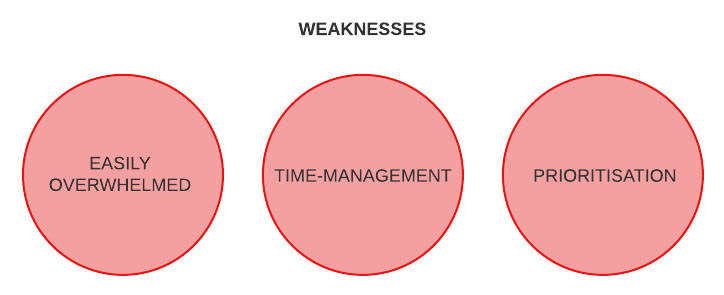 WEAKNESSES
EASILY
OVERWHELMED
TIME-MANAGEMENT
PRIORITISATION